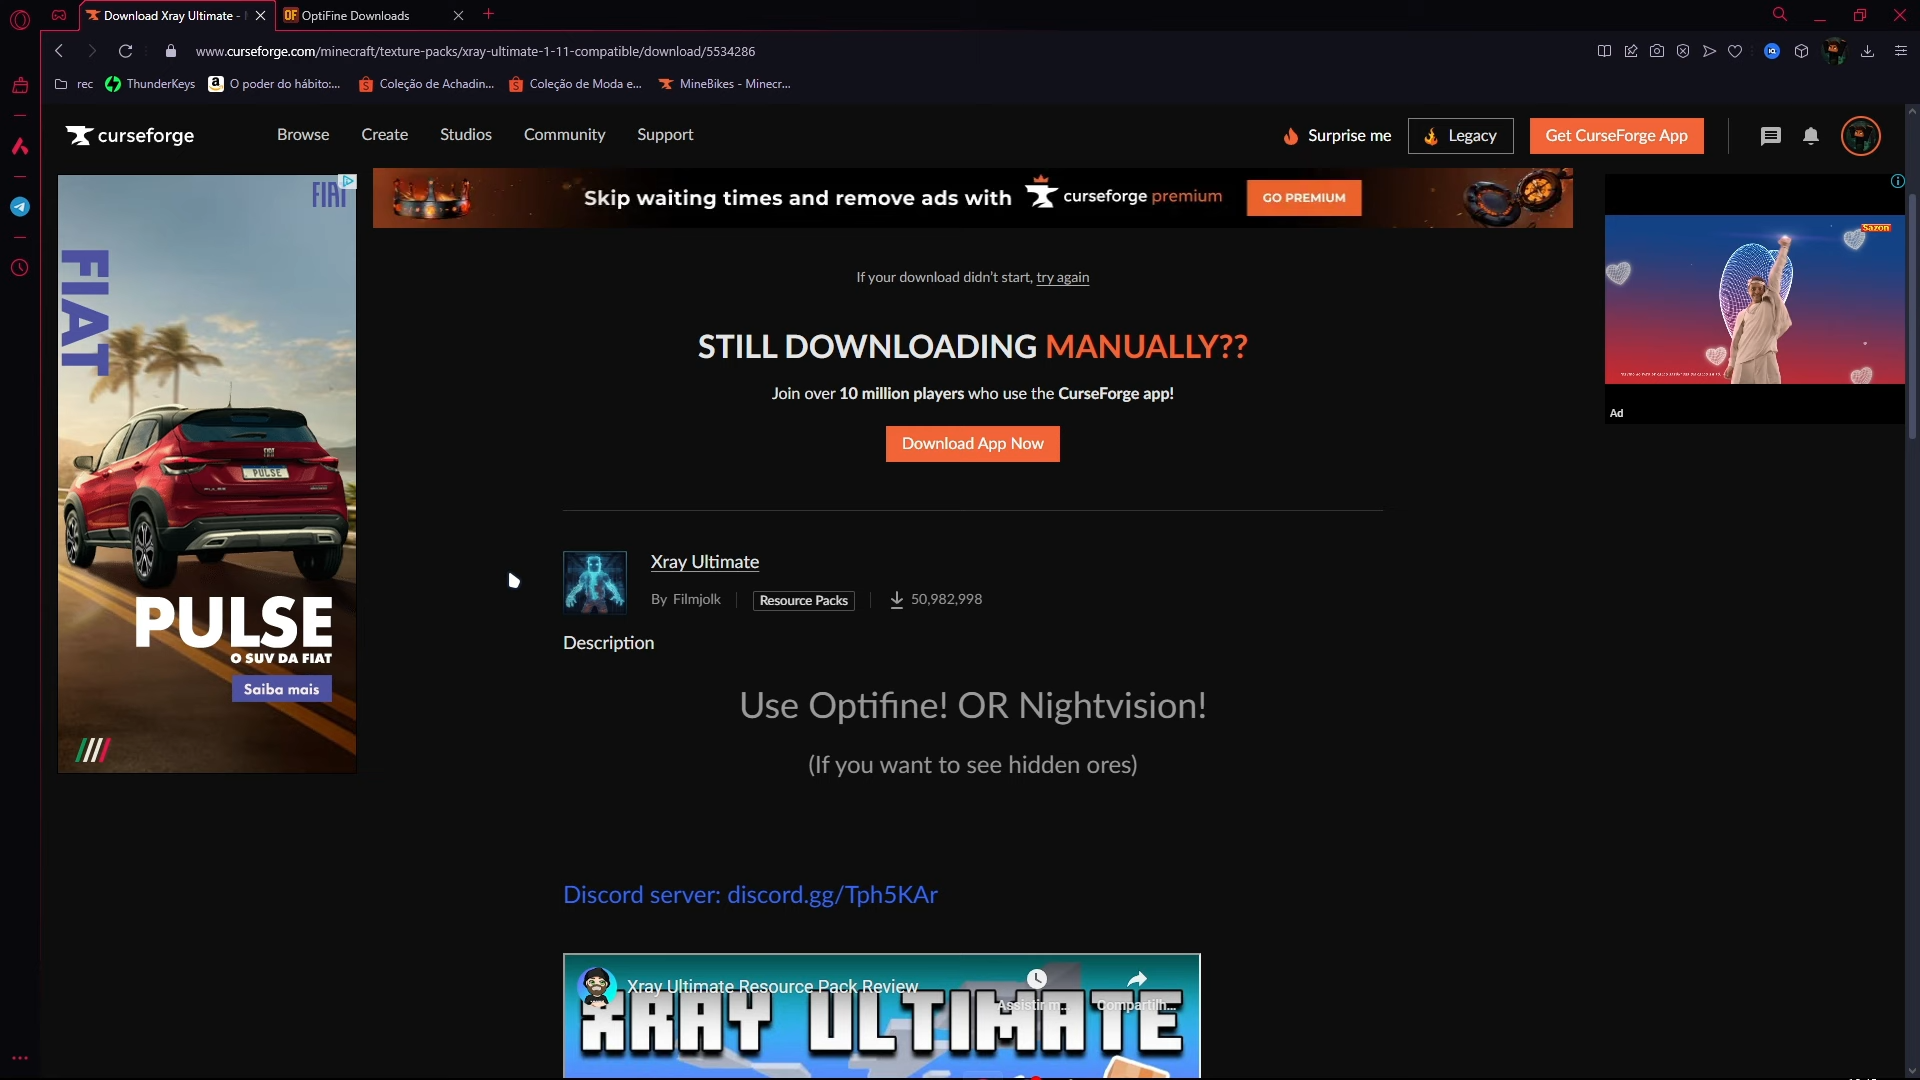 Download Xray Ultimate -
OF OptiFine Downloads
www.curseforge.com/minecraft/texture-packs/xray-ultimate-1-11-compatible/download/5534286
rec
ThunderKeys
O poder do hábito:...
Coleção de Achadin...
Coleção de Moda e...
MineBikes - Minecr...
curseforge
Browse
Create
Studios
Community
Support
Surprise me
Legacy
Get CurseForge App
FIAT
FIAT
PULSE
PULSE
O SUV DA FIAT
Saiba mais
Skip waiting times and remove ads with curseforge premium
GO PREMIUM
Sazón
Ad
If your download didn't start, try again
STILL DOWNLOADING MANUALLY??
Join over 10 million players who use the CurseForge app!
Download App Now
Xray Ultimate
By Filmjolk
Resource Packs
50,982,998
Description
Use Optifine! OR Nightvision!
(If you want to see hidden ores)
Discord server: discord.gg/Tph5KAr
Xray Ultimate Resource Pack Review
Assistir m...
Compartilh...
XRAY ULTIMATE